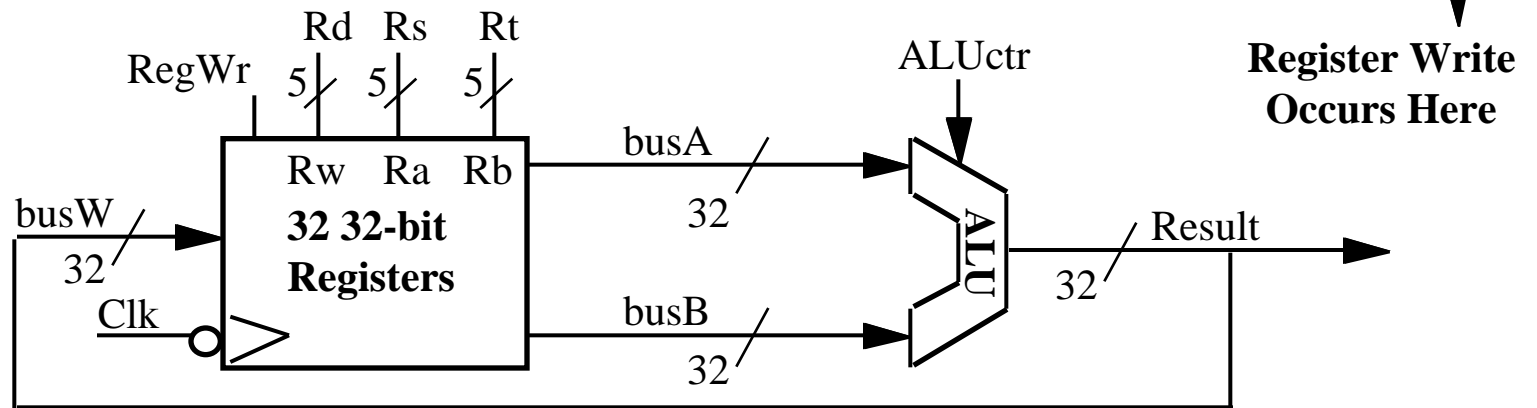 Rd Rs Rt
RegWr 5 5 5
ALUctr
Register Write
Occurs Here
Rw Ra Rb
32 32-bit
Registers
busW
32
Clk
busA
32
busB
32
ALU
Result
32